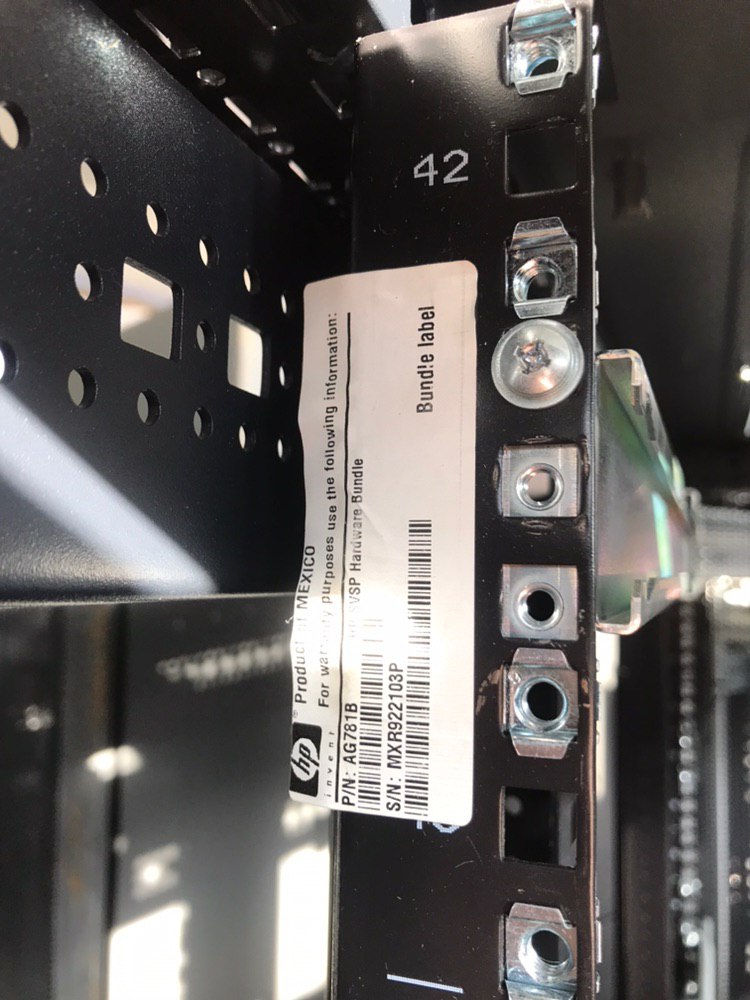 42
hp
invent
Product of MEXICO
For warranty purposes use the following information:
P/N: AG781B
VSP Hardware Bundle
S/N: MXR922103P
Bundle label